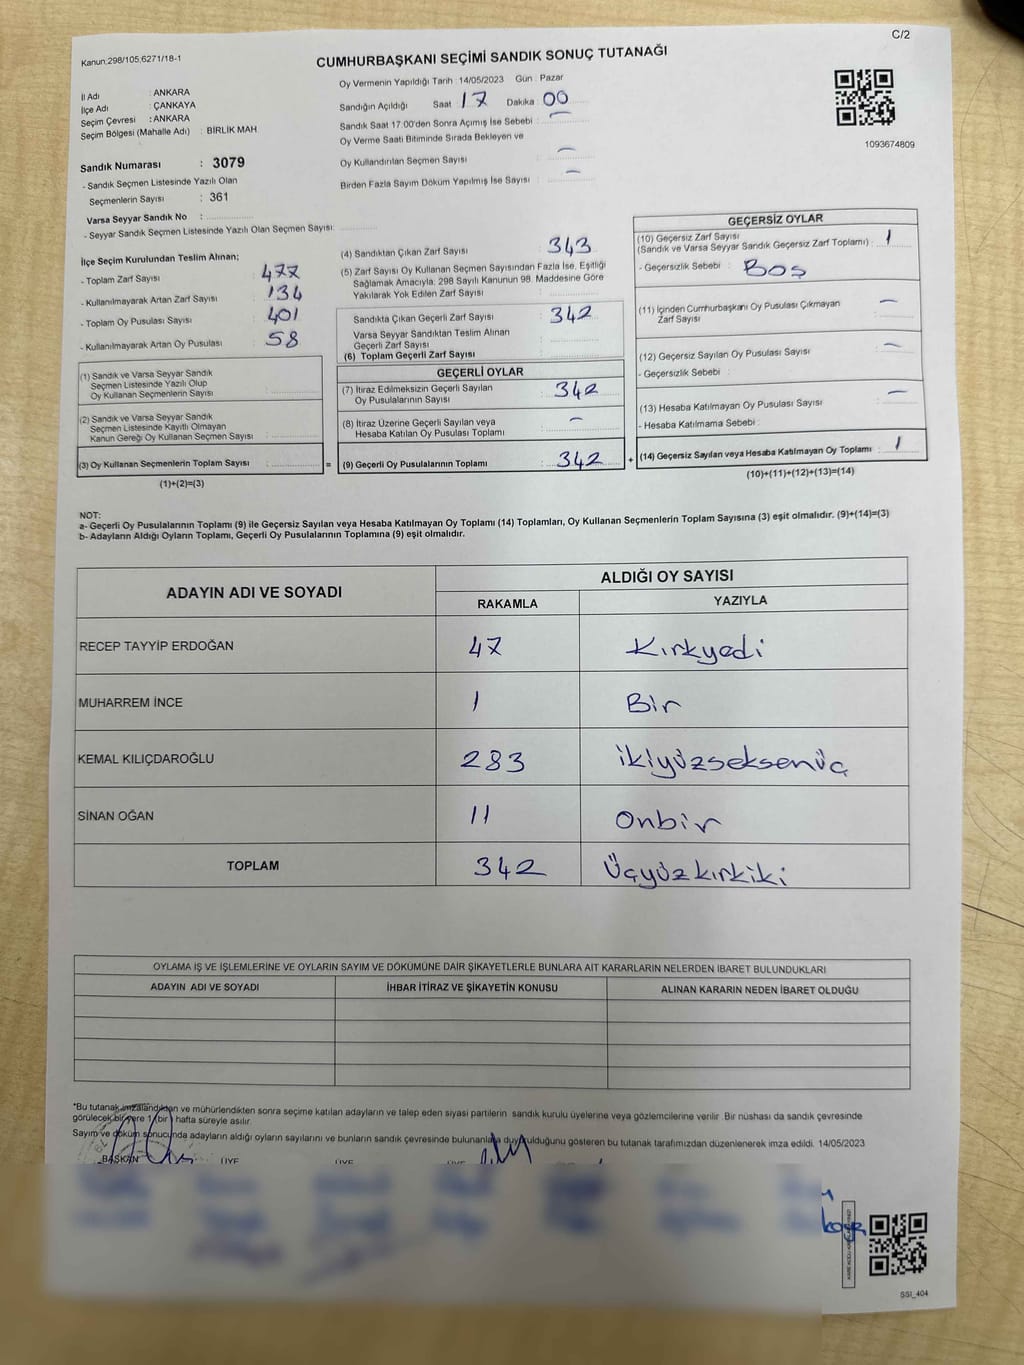 C/2
Kanun.298/105,6271/18-1
CUMHURBAŞKANI SEÇİMİ SANDIK SONUÇ TUTANAĞI
İl Adı : ANKARA
İlçe Adı : ÇANKAYA
Seçim Çevresi : ANKARA
Seçim Bölgesi (Mahalle Adı) : BİRLİK MAH
Sandık Numarası : 3079
- Sandık Seçmen Listesinde Yazılı Olan
Seçmenlerin Sayısı : 361
Varsa Seyyar Sandık No :
- Seyyar Sandık Seçmen Listesinde Yazılı Olan Seçmen Sayısı:
Oy Vermenin Yapıldığı Tarih : 14/05/2023 Gün : Pazar
Sandığın Açıldığı Saat 17 Dakika 00
Sandık Saat 17:00'den Sonra Açımış İse Sebebi : –
Oy Verme Saati Bitiminde Sırada Bekleyen ve
Oy Kullandırılan Seçmen Sayısı : –
Birden Fazla Sayım Döküm Yapılmış İse Sayısı : –
1093674809
İlçe Seçim Kurulundan Teslim Alınan;
- Toplam Zarf Sayısı : 477
- Kullanılmayarak Artan Zarf Sayısı : 134
- Toplam Oy Pusulası Sayısı : 401
- Kullanılmayarak Artan Oy Pusulası : 58
(1) Sandık ve Varsa Seyyar Sandık
Seçmen Listesinde Yazılı Olup
Oy Kullanan Seçmenlerin Sayısı :
(2) Sandık ve Varsa Seyyar Sandık
Seçmen Listesinde Kayıtlı Olmayan
Kanun Gereği Oy Kullanan Seçmen Sayısı :
(3) Oy Kullanan Seçmenlerin Toplam Sayısı : =
(1)+(2)=(3)
(4) Sandıktan Çıkan Zarf Sayısı : 343
(5) Zarf Sayısı Oy Kullanan Seçmen Sayısından Fazla İse, Eşitliği
Sağlamak Amacıyla; 298 Sayılı Kanunun 98. Maddesine Göre
Yakılarak Yok Edilen Zarf Sayısı :
Sandıkta Çıkan Geçerli Zarf Sayısı : 342
Varsa Seyyar Sandıktan Teslim Alınan
Geçerli Zarf Sayısı :
(6) Toplam Geçerli Zarf Sayısı :
GEÇERLİ OYLAR
(7) İtiraz Edilmeksizin Geçerli Sayılan
Oy Pusulalarının Sayısı : 342
(8) İtiraz Üzerine Geçerli Sayılan veya
Hesaba Katılan Oy Pusulası Toplamı : –
(9) Geçerli Oy Pusulalarının Toplamı : 342 +
GEÇERSİZ OYLAR
(10) Geçersiz Zarf Sayısı
(Sandık ve Varsa Seyyar Sandık Geçersiz Zarf Toplamı) : 1
- Geçersizlik Sebebi : Boş
(11) İçinden Cumhurbaşkanı Oy Pusulası Çıkmayan
Zarf Sayısı –
(12) Geçersiz Sayılan Oy Pusulası Sayısı : –
- Geçersizlik Sebebi :
(13) Hesaba Katılmayan Oy Pusulası Sayısı : –
- Hesaba Katılmama Sebebi :
(14) Geçersiz Sayılan veya Hesaba Katılmayan Oy Toplamı : 1
(10)+(11)+(12)+(13)=(14)
NOT:
a- Geçerli Oy Pusulalarının Toplamı (9) ile Geçersiz Sayılan veya Hesaba Katılmayan Oy Toplamı (14) Toplamları, Oy Kullanan Seçmenlerin Toplam Sayısına (3) eşit olmalıdır. (9)+(14)=(3)
b- Adayların Aldığı Oyların Toplamı, Geçerli Oy Pusulalarının Toplamına (9) eşit olmalıdır.
ADAYIN ADI VE SOYADI ALDIĞI OY SAYISI
RAKAMLA YAZIYLA
RECEP TAYYİP ERDOĞAN 47 Kırkyedi
MUHARREM İNCE 1 Bir
KEMAL KILIÇDAROĞLU 283 ikiyüzseksenüç
SİNAN OĞAN 11 Onbir
TOPLAM 342 Üçyüzkırkiki
OYLAMA İŞ VE İŞLEMLERİNE VE OYLARIN SAYIM VE DÖKÜMÜNE DAİR ŞİKAYETLERLE BUNLARA AİT KARARLARIN NELERDEN İBARET BULUNDUKLARI
ADAYIN ADI VE SOYADI İHBAR İTİRAZ VE ŞİKAYETİN KONUSU ALINAN KARARIN NEDEN İBARET OLDUĞU
*Bu tutanak imzalandıktan ve mühürlendikten sonra seçime katılan adayların ve talep eden siyasi partilerin sandık kurulu üyelerine veya gözlemcilerine verilir. Bir nüshası da sandık çevresinde
görülecek bir yere 1 (bir) hafta süreyle asılır.
Sayım ve döküm sonucunda adayların aldığı oyların sayılarını ve bunların sandık çevresinde bulunanlara duyurulduğunu gösteren bu tutanak tarafımızdan düzenlenerek imza edildi. 14/05/2023
BAŞKAN ÜYE ÜYE ÜYE
SSI_404